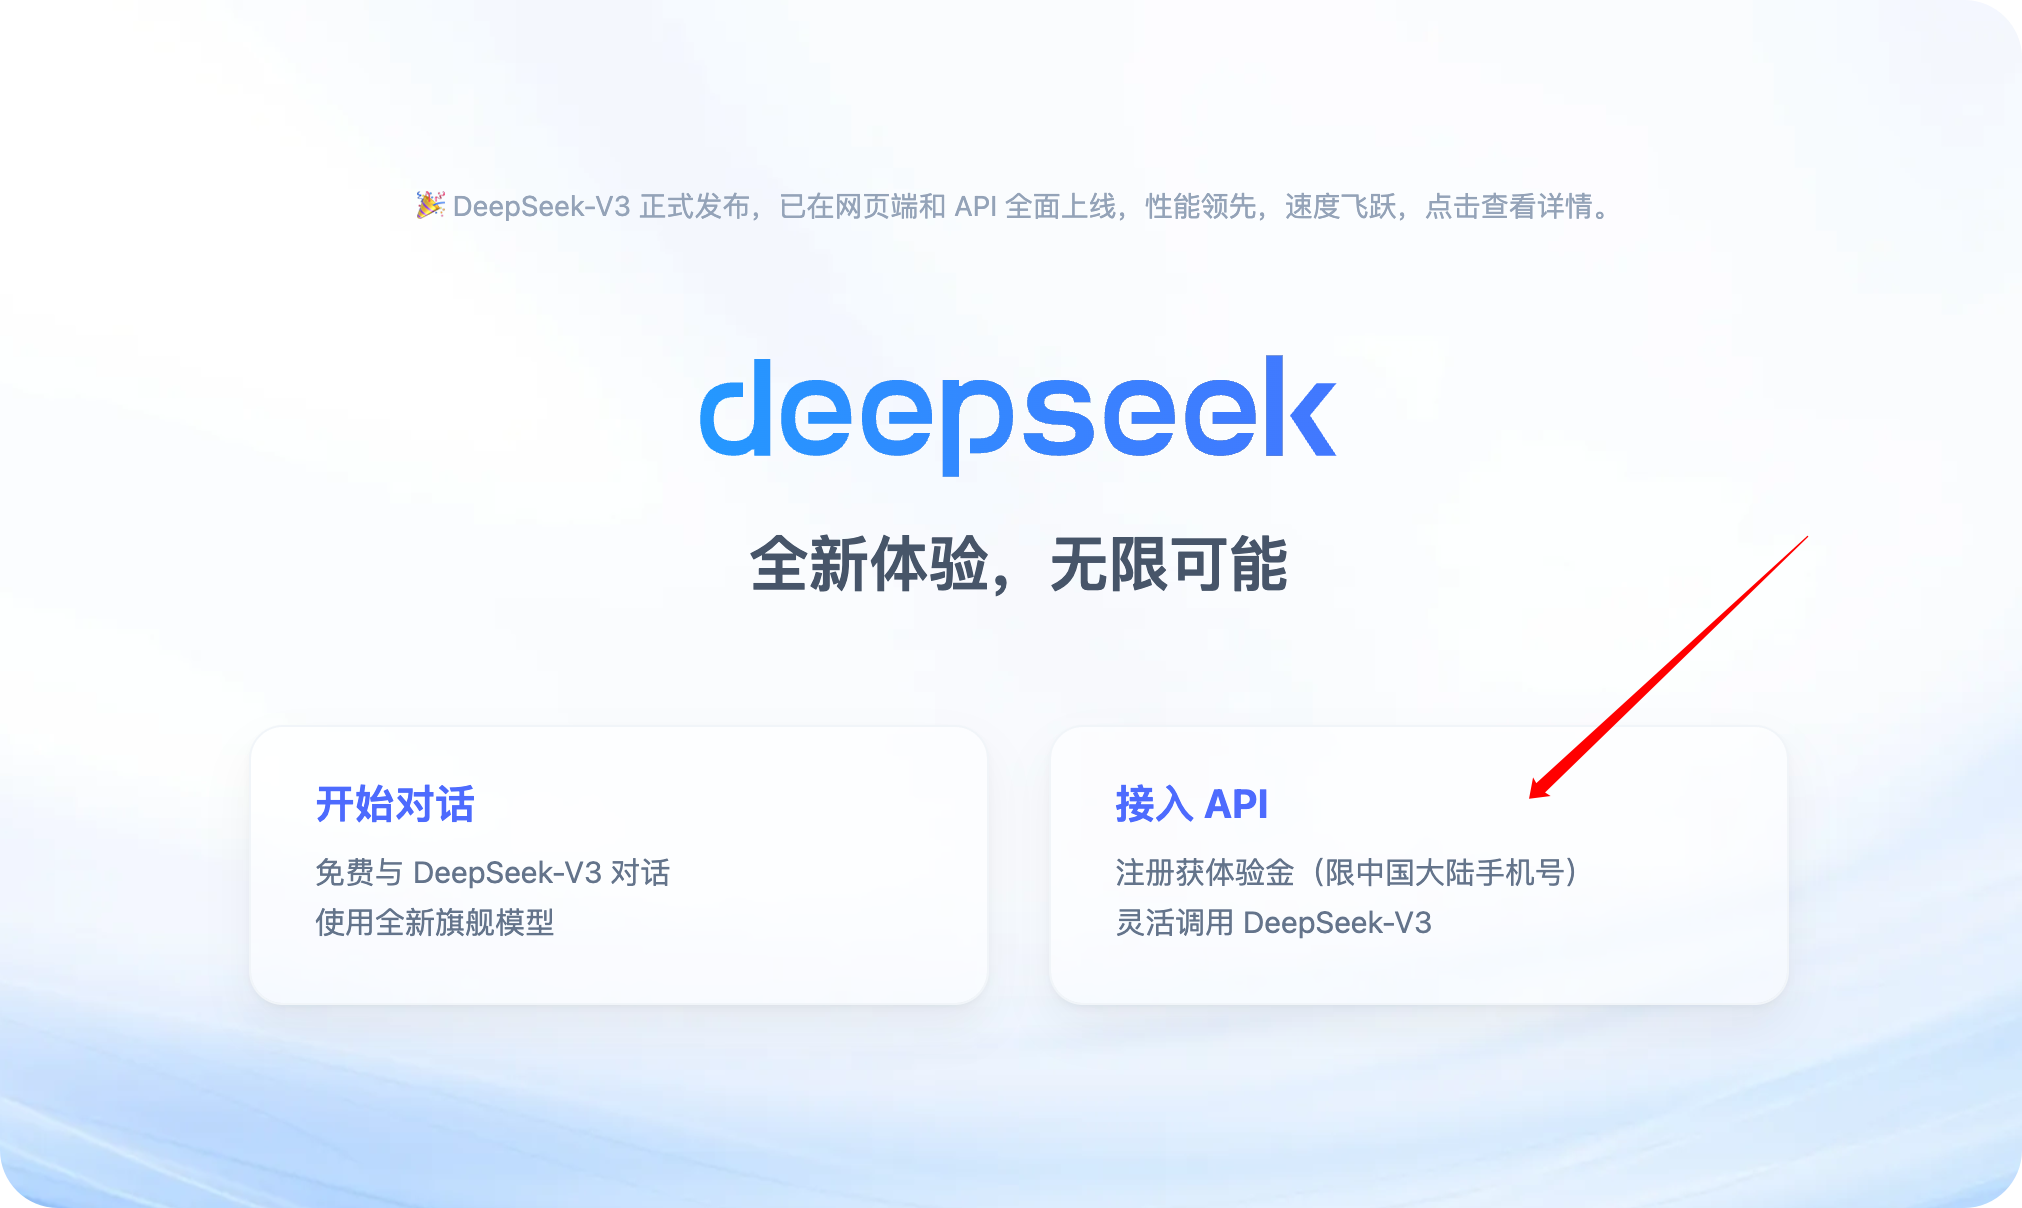 🎉 DeepSeek-V3 正式发布，已在网页端和 API 全面上线，性能领先，速度飞跃，点击查看详情。
deepseek
全新体验，无限可能
开始对话
免费与 DeepSeek-V3 对话
使用全新旗舰模型
接入 API
注册获体验金（限中国大陆手机号）
灵活调用 DeepSeek-V3